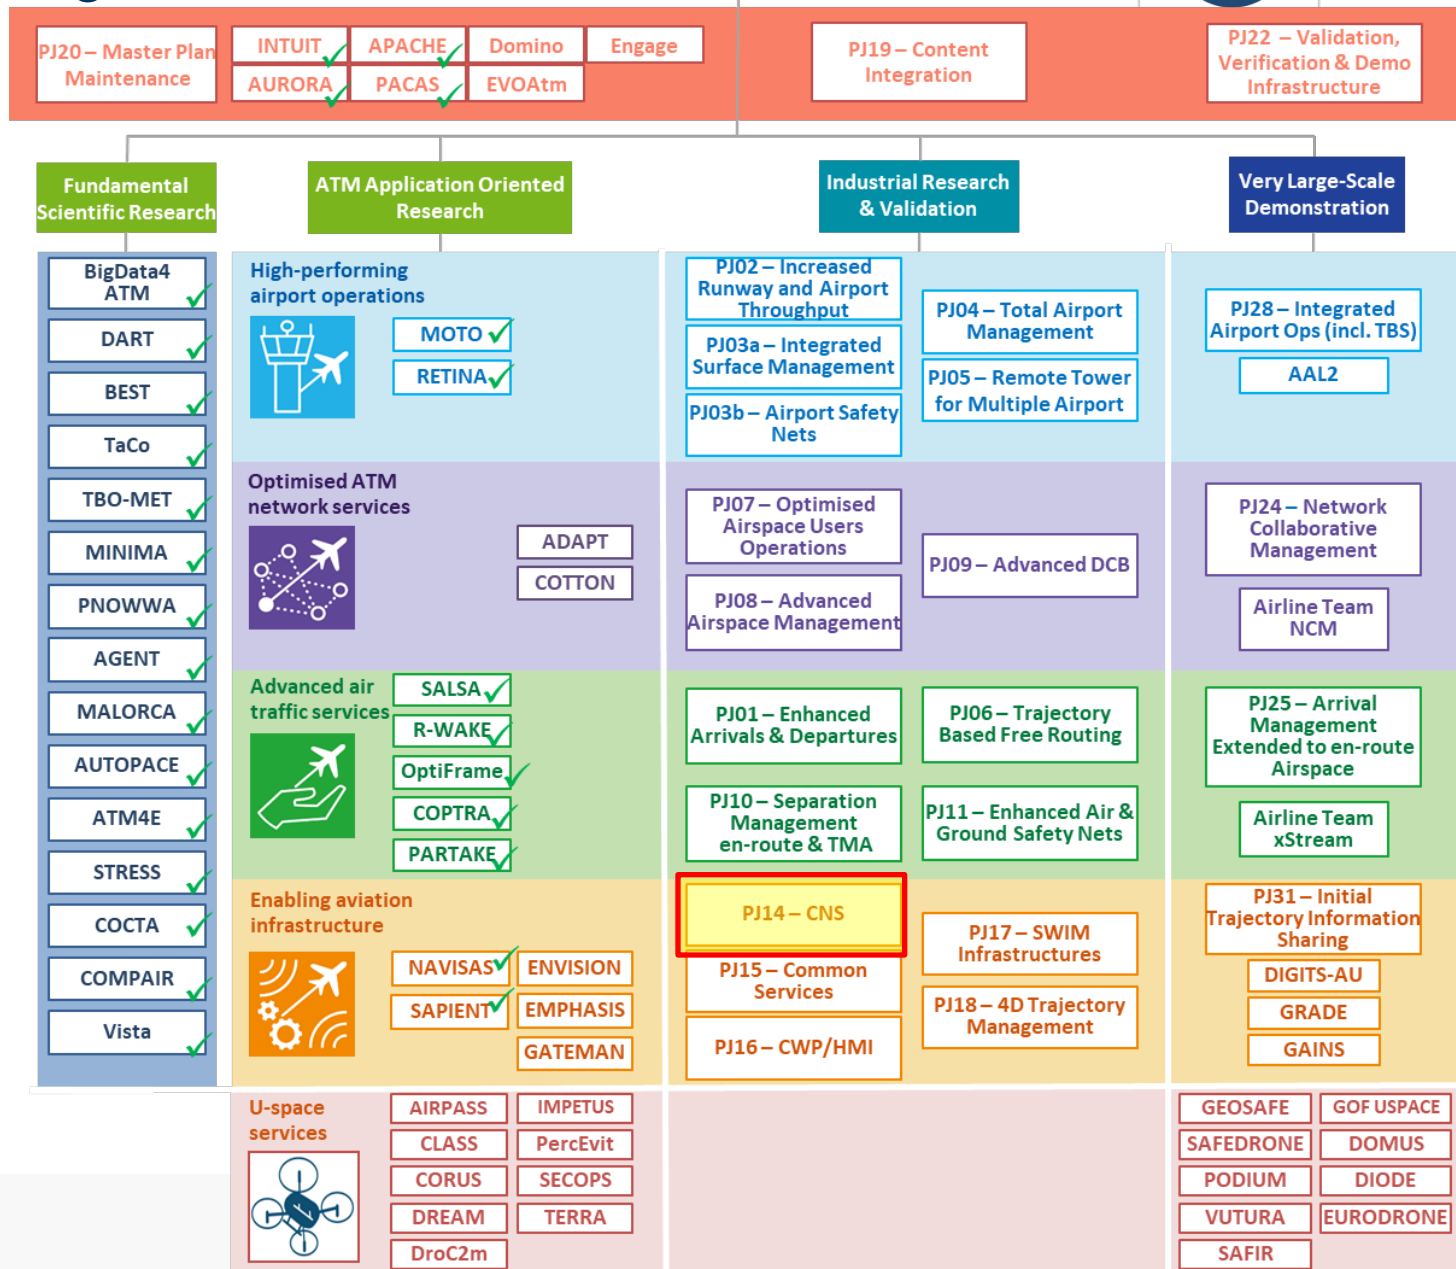 PJ20 – Master Plan
Maintenance
INTUIT
APACHE
Domino
Engage
AURORA
PACAS
EVOAtm
PJ19 – Content
Integration
PJ22 – Validation,
Verification & Demo
Infrastructure
Fundamental
Scientific Research
ATM Application Oriented
Research
Industrial Research
& Validation
Very Large-Scale
Demonstration
BigData4
ATM
DART
BEST
TaCo
TBO-MET
MINIMA
PNOWWA
AGENT
MALORCA
AUTOPACE
ATM4E
STRESS
COCTA
COMPAIR
Vista
High-performing
airport operations
MOTO
RETINA
PJ02 – Increased
Runway and Airport
Throughput
PJ03a – Integrated
Surface Management
PJ03b – Airport Safety
Nets
PJ04 – Total Airport
Management
PJ05 – Remote Tower
for Multiple Airport
PJ28 – Integrated
Airport Ops (incl. TBS)
AAL2
Optimised ATM
network services
ADAPT
COTTON
PJ07 – Optimised
Airspace Users
Operations
PJ08 – Advanced
Airspace Management
PJ09 – Advanced DCB
PJ24 – Network
Collaborative
Management
Airline Team
NCM
Advanced air
traffic services
SALSA
R-WAKE
OptiFrame
COPTRA
PARTAKE
PJ01 – Enhanced
Arrivals & Departures
PJ06 – Trajectory
Based Free Routing
PJ10 – Separation
Management
en-route & TMA
PJ11 – Enhanced Air &
Ground Safety Nets
PJ25 – Arrival
Management
Extended to en-route
Airspace
Airline Team
xStream
Enabling aviation
infrastructure
NAVISAS
ENVISION
SAPIENT
EMPHASIS
GATEMAN
PJ14 – CNS
PJ15 – Common
Services
PJ16 – CWP/HMI
PJ17 – SWIM
Infrastructures
PJ18 – 4D Trajectory
Management
PJ31 – Initial
Trajectory Information
Sharing
DIGITS-AU
GRADE
GAINS
U-space
services
AIRPASS
IMPETUS
CLASS
PercEvit
CORUS
SECOPS
DREAM
TERRA
DroC2m
GEOSAFE
GOF USPACE
SAFEDRONE
DOMUS
PODIUM
DIODE
VUTURA
EURODRONE
SAFIR